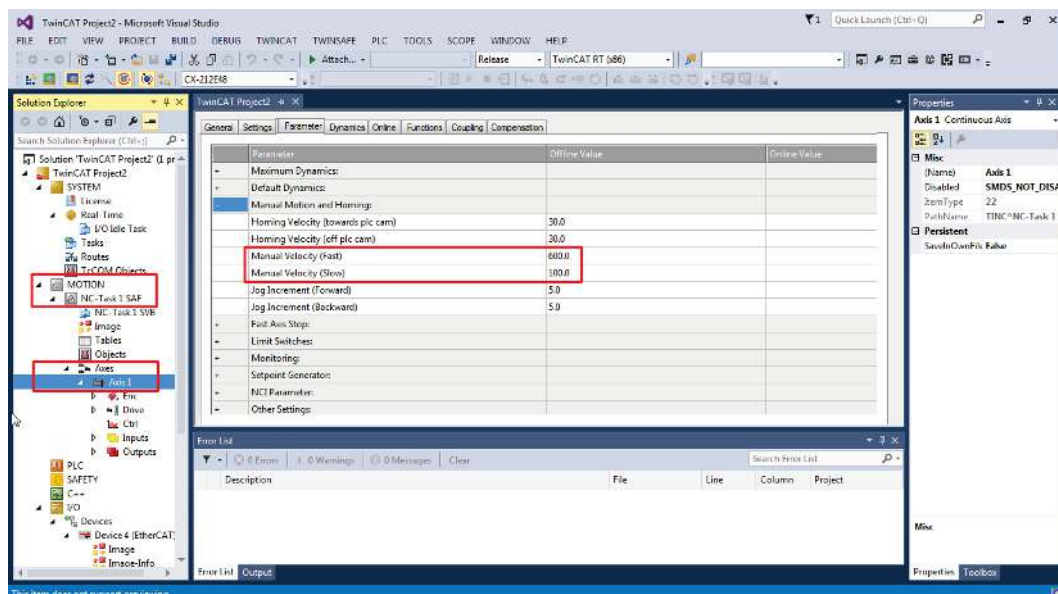 TwinCAT Project2 - Microsoft Visual Studio
1
Quick Launch (Ctrl+Q)
FILE EDIT VIEW PROJECT BUILD DEBUG TWINCAT TWINSAFE PLC TOOLS SCOPE WINDOW HELP
Attach...
Release
TwinCAT RT (x86)
CX-212E48
Solution Explorer
Search Solution Explorer (Ctrl+;)
Solution 'TwinCAT Project2' (1 pr
TwinCAT Project2
SYSTEM
License
Real-Time
I/O Idle Task
Tasks
Routes
TcCOM Objects
MOTION
NC-Task 1 SAF
NC-Task 1 SVB
Image
Tables
Objects
Axes
Axis 1
Enc
Drive
Ctrl
Inputs
Outputs
PLC
SAFETY
C++
I/O
Devices
Device 4 (EtherCAT)
Image
Image-Info
TwinCAT Project2
General Settings Parameter Dynamics Online Functions Coupling Compensation
Parameter Offline Value Online Value
+ Maximum Dynamics:
+ Default Dynamics:
- Manual Motion and Homing:
Homing Velocity (towards plc cam) 30.0
Homing Velocity (off plc cam) 30.0
Manual Velocity (Fast) 600.0
Manual Velocity (Slow) 100.0
Jog Increment (Forward) 5.0
Jog Increment (Backward) 5.0
+ Fast Axis Stop:
+ Limit Switches:
+ Monitoring:
+ Setpoint Generator:
+ NCI Parameter:
+ Other Settings:
Error List
0 Errors 0 Warnings 0 Messages Clear
Search Error List
Description File Line Column Project
Error List Output
Properties
Axis 1 Continuous Axis
Misc
(Name) Axis 1
Disabled SMDS_NOT_DISA
ItemType 22
PathName TINC^NC-Task 1
Persistent
SaveInOwnFile False
Misc
Properties Toolbox
This item does not support previewing